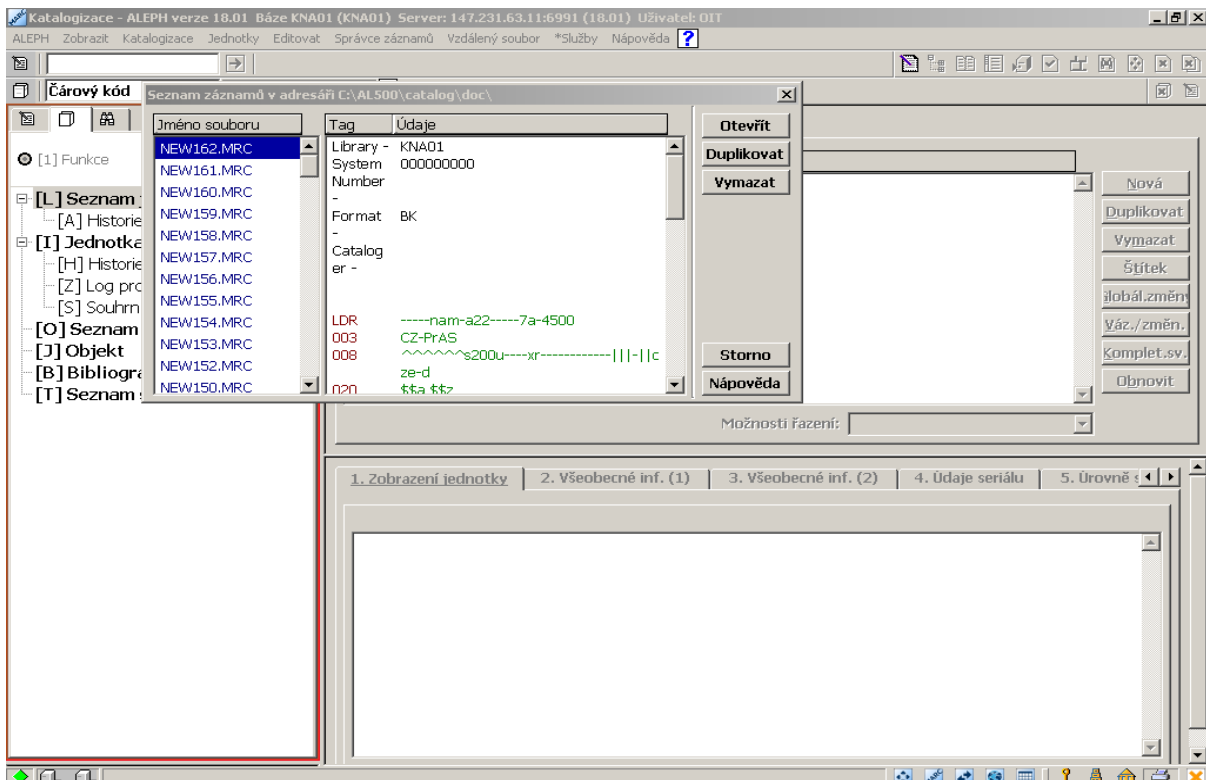 Katalogizace - ALEPH verze 18.01 Báze KNA01 (KNA01) Server: 147.231.63.11:6991 (18.01) Uživatel: OIT
ALEPH Zobrazit Katalogizace Jednotky Editovat Správce záznamů Vzdálený soubor *Služby Nápověda ?
Čárový kód
Seznam záznamů v adresáři C:\AL500\catalog\doc\
Jméno souboru
NEW162.MRC
NEW161.MRC
NEW160.MRC
NEW159.MRC
NEW158.MRC
NEW157.MRC
NEW156.MRC
NEW155.MRC
NEW154.MRC
NEW153.MRC
NEW152.MRC
NEW150.MRC
Tag Údaje
Library - KNA01
System 000000000
Number
-
Format BK
-
Catalog
er -
LDR -----nam-a22-----7a-4500
003 CZ-PrAS
008 ^^^^^^s200u----xr------------|||-||c
ze-d
020 $$a $$z
Otevřít
Duplikovat
Vymazat
Storno
Nápověda
[1] Funkce
[L] Seznam
[A] Historie
[I] Jednotka
[H] Historie
[Z] Log
[S] Souhrn
[O] Seznam
[J] Objekt
[B]
[T] Seznam
Nová
Duplikovat
Vymazat
Štítek
Váz./změn.
Komplet.sv.
Obnovit
Možnosti řazení:
1. Zobrazení jednotky 2. Všeobecné inf. (1) 3. Všeobecné inf. (2) 4. Údaje seriálu 5. Úrovně